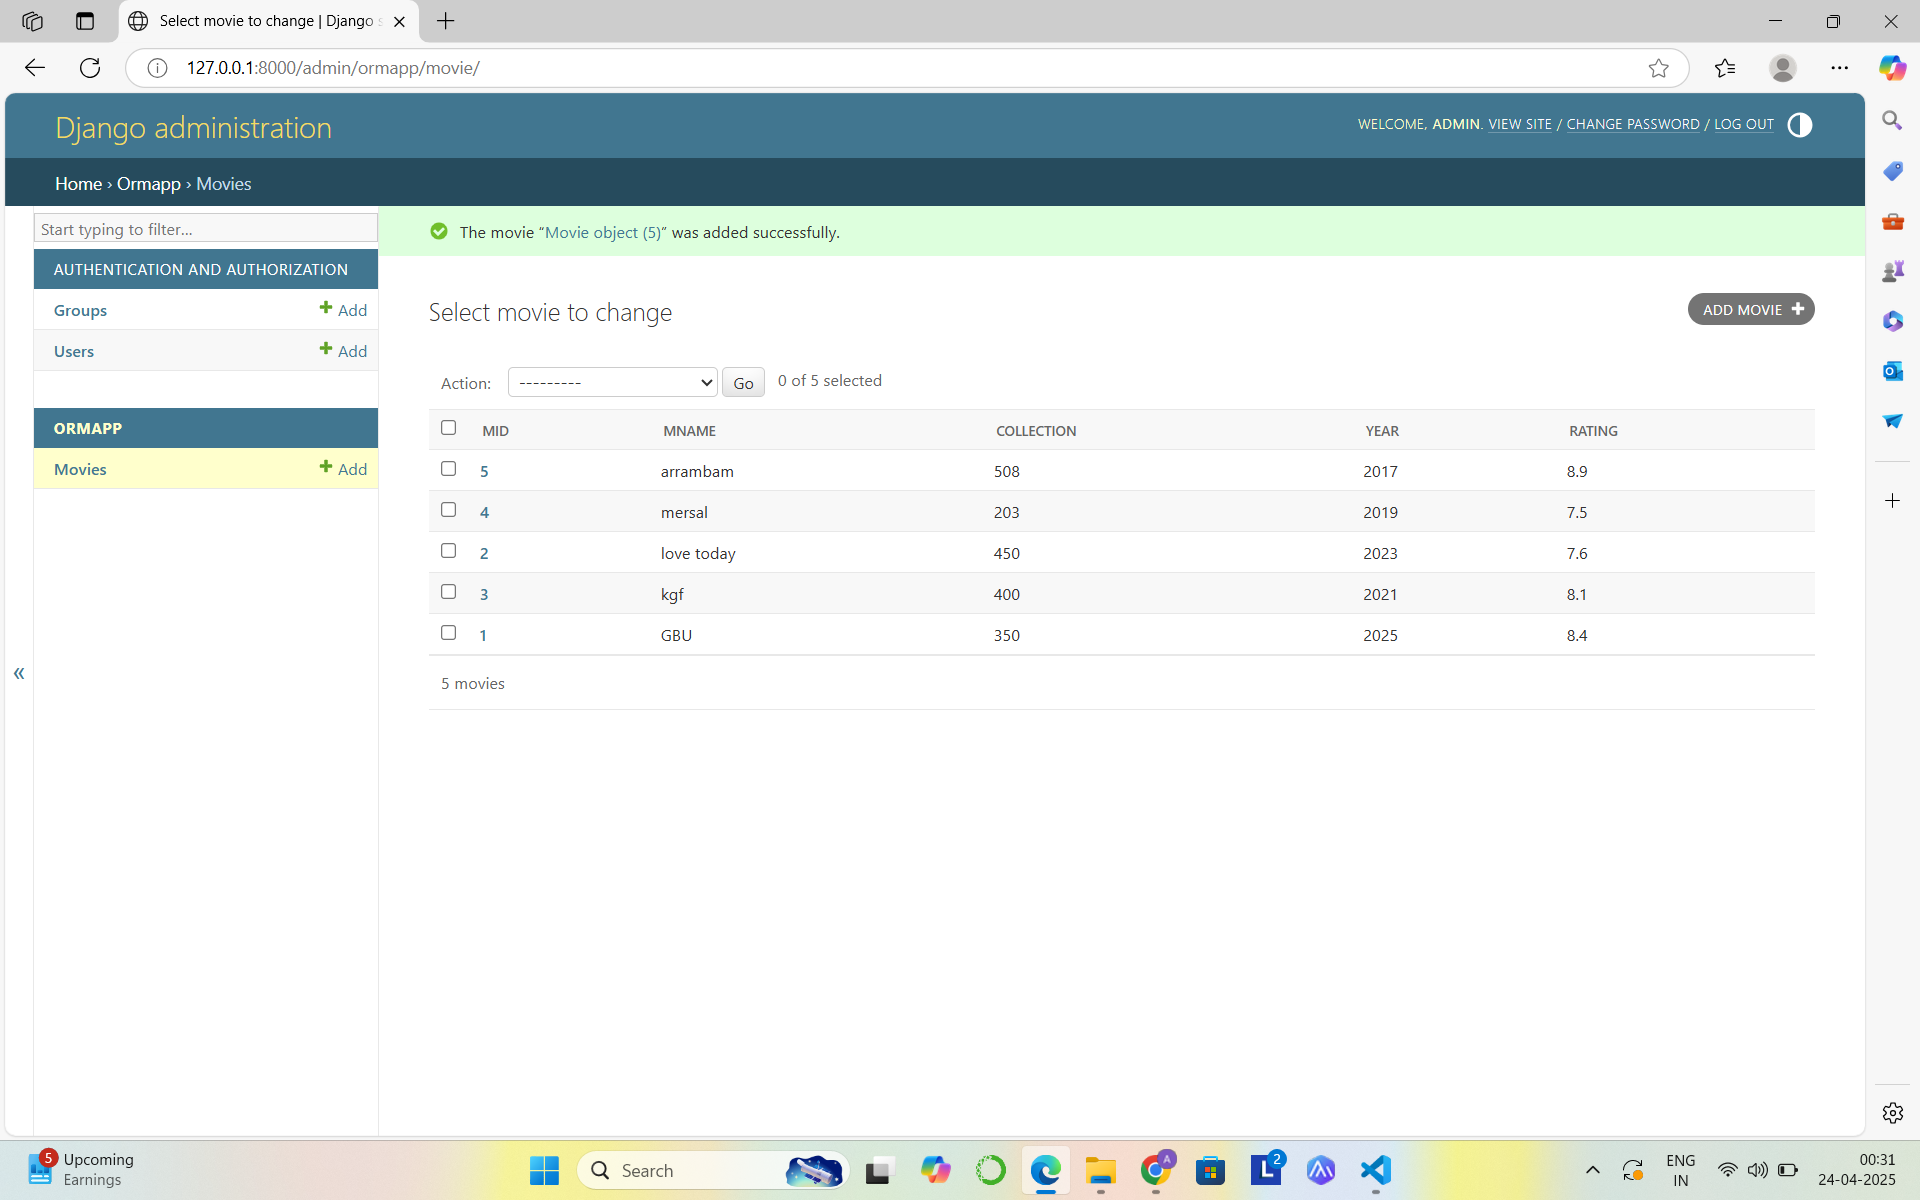 Select movie to change | Django s
127.0.0.1:8000/admin/ormapp/movie/
Django administration
WELCOME, ADMIN. VIEW SITE / CHANGE PASSWORD / LOG OUT
Home › Ormapp › Movies
Start typing to filter...
AUTHENTICATION AND AUTHORIZATION
Groups Add
Users Add
ORMAPP
Movies Add
«
The movie “Movie object (5)” was added successfully.
Select movie to change
ADD MOVIE
Action: --------- Go 0 of 5 selected
MID MNAME COLLECTION YEAR RATING
5 arrambam 508 2017 8.9
4 mersal 203 2019 7.5
2 love today 450 2023 7.6
3 kgf 400 2021 8.1
1 GBU 350 2025 8.4
5 movies
5 Upcoming
Earnings
Search
A
L 2
ENG
IN
00:31
24-04-2025